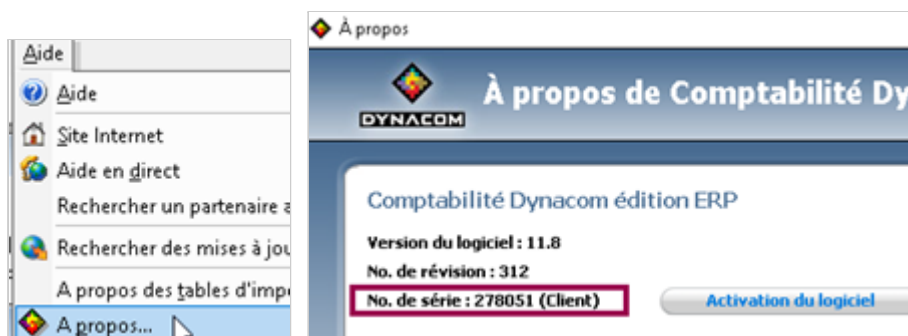 Aide
Aide
Site Internet
Aide en direct
Rechercher un partenaire
Rechercher des mises à jou
A propos des tables d'imp
A propos...
À propos
DYNACOM
À propos de Comptabilité Dy
Comptabilité Dynacom édition ERP
Version du logiciel : 11.8
No. de révision : 312
No. de série : 278051 (Client)
Activation du logiciel